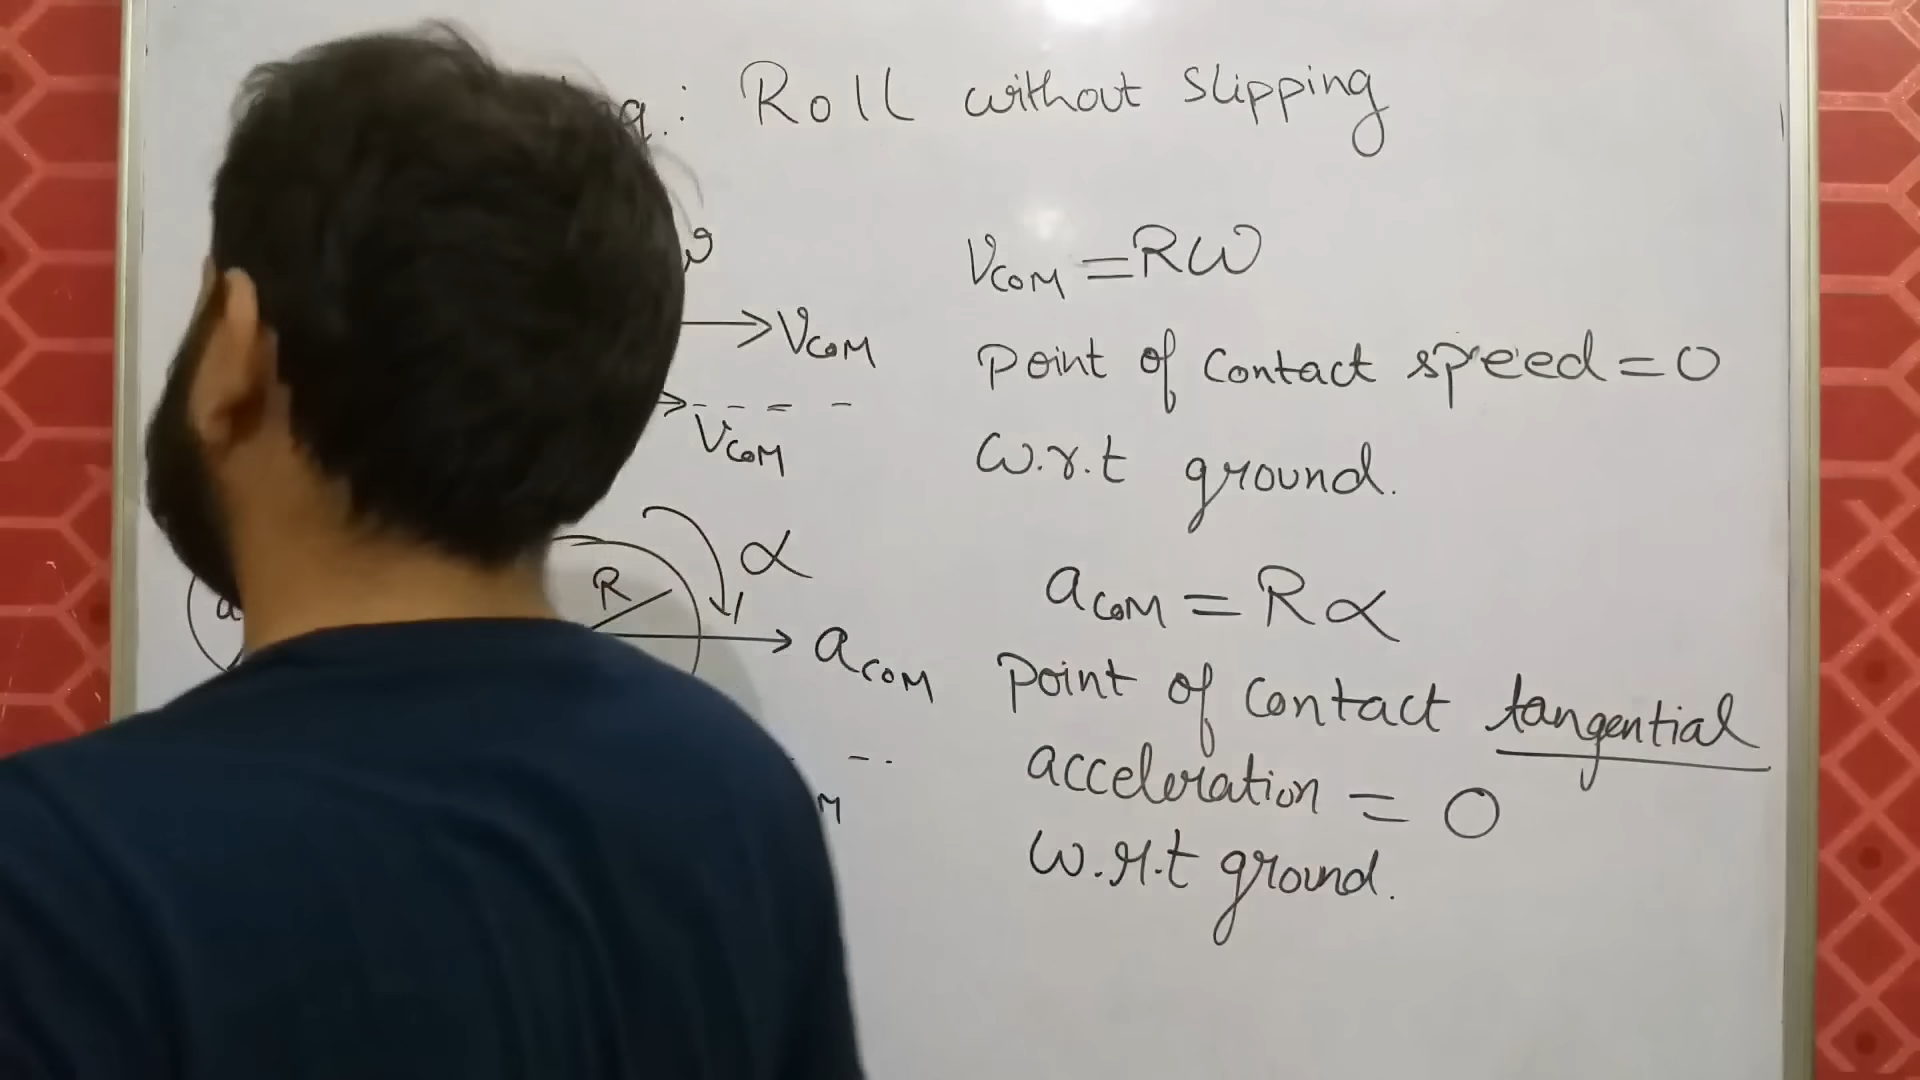 Roll without slipping
ω
VCOM = RW
VCOM
Point of contact speed = 0
VCOM
w.r.t ground.
R
α
aCOM = Rα
a
aCOM
Point of contact tangential
acceleration = 0
M
w.r.t ground.